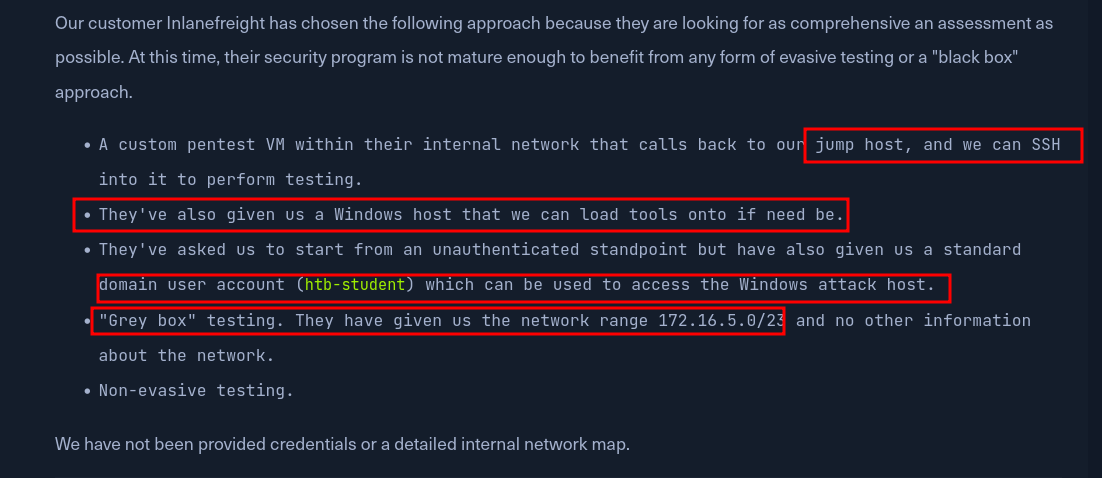 Our customer Inlanefreight has chosen the following approach because they are looking for as comprehensive an assessment as
possible. At this time, their security program is not mature enough to benefit from any form of evasive testing or a "black box"
approach.
• A custom pentest VM within their internal network that calls back to our jump host, and we can SSH
into it to perform testing.
• They've also given us a Windows host that we can load tools onto if need be.
• They've asked us to start from an unauthenticated standpoint but have also given us a standard
domain user account (htb-student) which can be used to access the Windows attack host.
• "Grey box" testing. They have given us the network range 172.16.5.0/23 and no other information
about the network.
• Non-evasive testing.
We have not been provided credentials or a detailed internal network map.